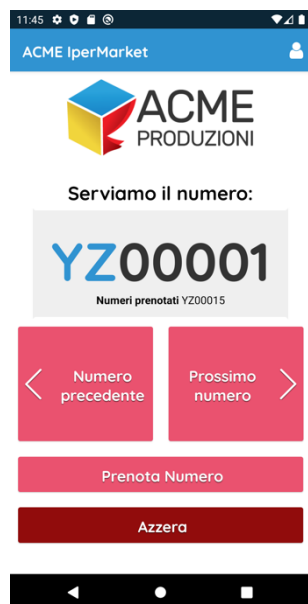 11:45
ACME IperMarket
ACME
PRODUZIONI
Serviamo il numero:
YZ00001
Numeri prenotati YZ00015
Numero precedente
Prossimo numero
Prenota Numero
Azzera